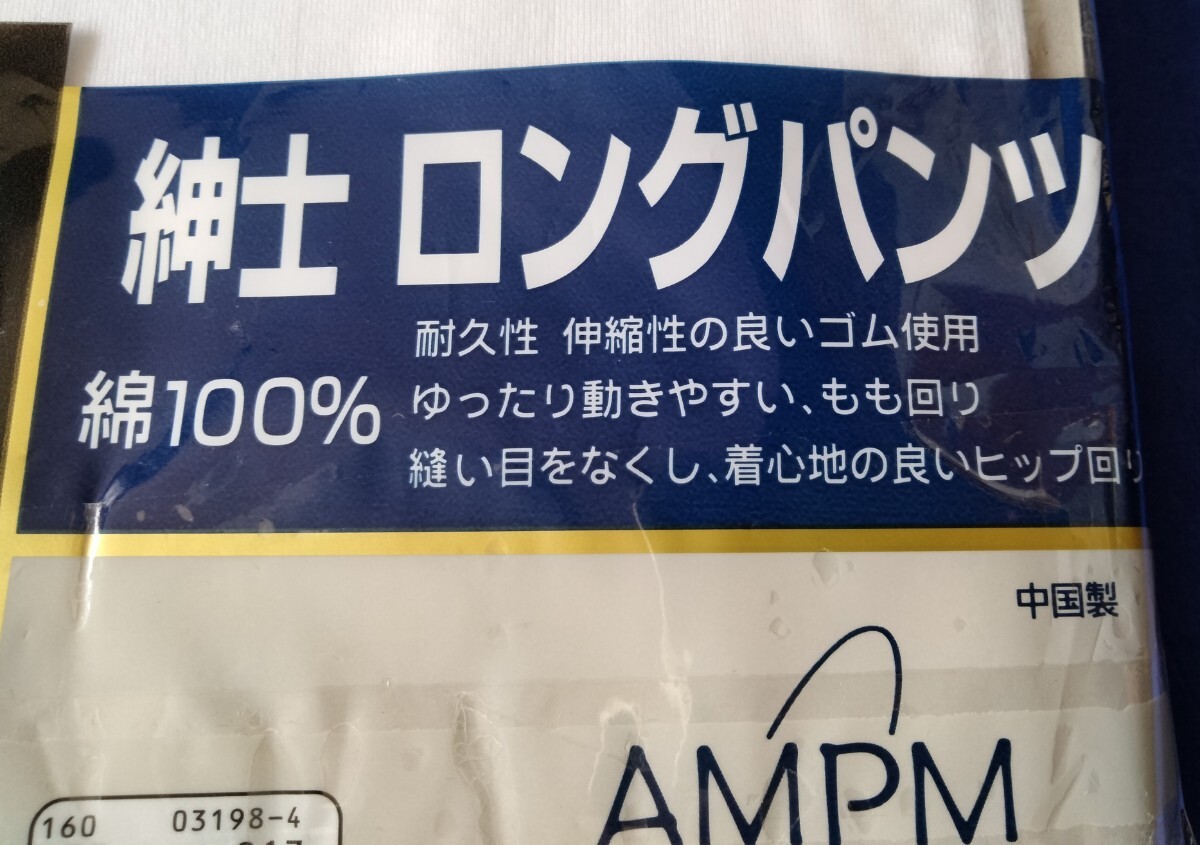 紳士 ロングパンツ
綿100%
耐久性 伸縮性の良いゴム使用
ゆったり動きやすい、もも回り
縫い目をなくし、着心地の良いヒップ回り
中国製
AMPM
160 03198-4